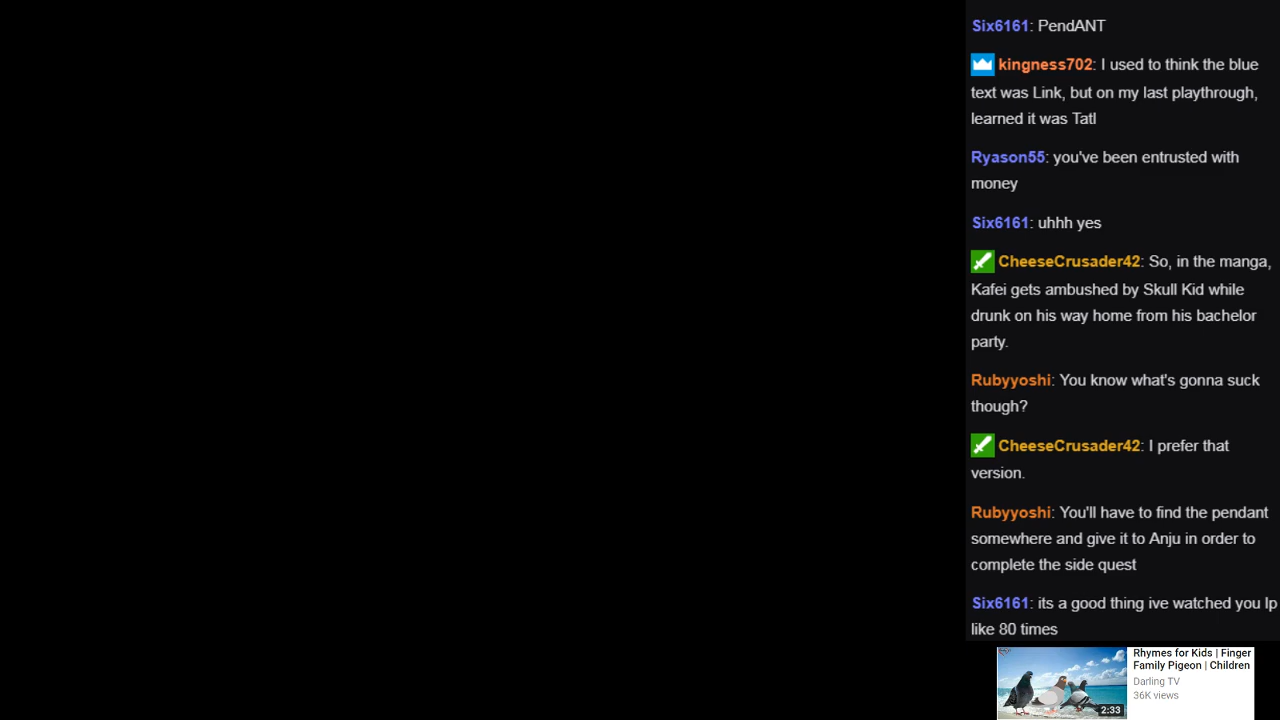 Six6161: PendANT
kingness702: I used to think the blue
text was Link, but on my last playthrough,
learned it was Tatl
Ryason55: you've been entrusted with
money
Six6161: uhhh yes
CheeseCrusader42: So, in the manga,
Kafei gets ambushed by Skull Kid while
drunk on his way home from his bachelor
party.
Rubyyoshi: You know what's gonna suck
though?
CheeseCrusader42: I prefer that
version.
Rubyyoshi: You'll have to find the pendant
somewhere and give it to Anju in order to
complete the side quest
Six6161: its a good thing ive watched you lp
like 80 times
Rhymes for Kids | Finger
Family Pigeon | Children
Darling TV
36K views
2:33